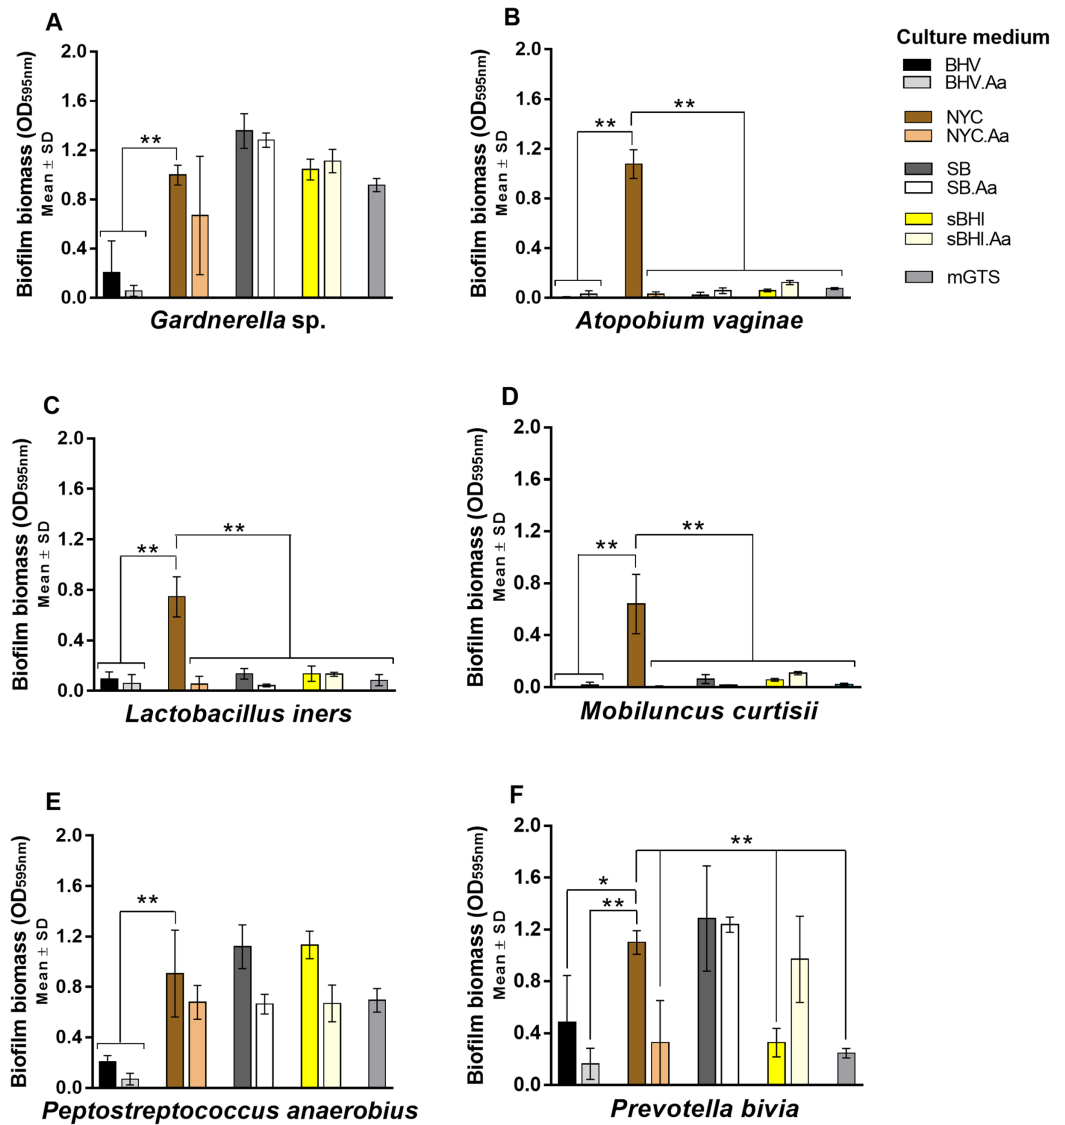 A
Biofilm biomass (OD595nm)
Mean ± SD
2.0
1.6
1.2
0.8
0.4
0.0
**
Gardnerella sp.
B
Biofilm biomass (OD595nm)
Mean ± SD
2.0
1.6
1.2
0.8
0.4
0.0
**
**
Atopobium vaginae
Culture medium
BHV
BHV.Aa
NYC
NYC.Aa
SB
SB.Aa
sBHI
sBHI.Aa
mGTS
C
Biofilm biomass (OD595nm)
Mean ± SD
2.0
1.6
1.2
0.8
0.4
0.0
**
**
Lactobacillus iners
D
Biofilm biomass (OD595nm)
Mean ± SD
2.0
1.6
1.2
0.8
0.4
0.0
**
**
Mobiluncus curtisii
E
Biofilm biomass (OD595nm)
Mean ± SD
2.0
1.6
1.2
0.8
0.4
0.0
**
Peptostreptococcus anaerobius
F
Biofilm biomass (OD595nm)
Mean ± SD
2.0
1.6
1.2
0.8
0.4
0.0
**
*
**
Prevotella bivia